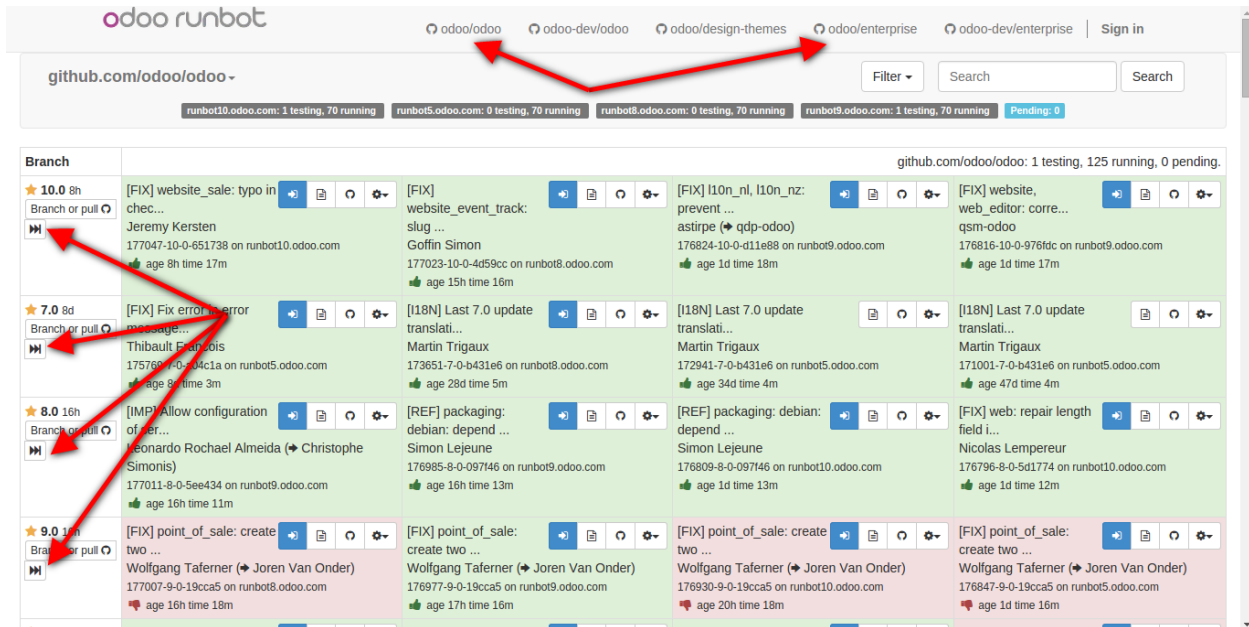 odoo runbot
odoo/odoo odoo-dev/odoo odoo/design-themes odoo/enterprise odoo-dev/enterprise Sign in
github.com/odoo/odoo
Filter Search Search
runbot10.odoo.com: 1 testing, 70 running runbot5.odoo.com: 0 testing, 70 running runbot8.odoo.com: 0 testing, 70 running runbot9.odoo.com: 1 testing, 70 running Pending: 0
Branch github.com/odoo/odoo: 1 testing, 125 running, 0 pending.
10.0 8h
Branch or pull
[FIX] website_sale: typo in
chec...
Jeremy Kersten
177047-10-0-651738 on runbot10.odoo.com
age 8h time 17m
[FIX]
website_event_track:
slug ...
Goffin Simon
177023-10-0-4d59cc on runbot8.odoo.com
age 15h time 16m
[FIX] l10n_nl, l10n_nz:
prevent ...
astirpe (➜ qdp-odoo)
176824-10-0-d11e88 on runbot9.odoo.com
age 1d time 18m
[FIX] website,
web_editor: corre...
qsm-odoo
176816-10-0-976fdc on runbot9.odoo.com
age 1d time 17m
7.0 8d
Branch or pull
[FIX] Fix error in error
message...
Thibault Francois
on runbot5.odoo.com
age 8d time 3m
[I18N] Last 7.0 update
translati...
Martin Trigaux
173651-7-0-b431e6 on runbot8.odoo.com
age 28d time 5m
[I18N] Last 7.0 update
translati...
Martin Trigaux
172941-7-0-b431e6 on runbot5.odoo.com
age 34d time 4m
[I18N] Last 7.0 update
translati...
Martin Trigaux
171001-7-0-b431e6 on runbot5.odoo.com
age 47d time 4m
8.0 16h
Branch or pull
[IMP] Allow configuration
of ser...
Leonardo Rochael Almeida (➜ Christophe
Simonis)
177011-8-0-5ee434 on runbot9.odoo.com
age 16h time 11m
[REF] packaging:
debian: depend ...
Simon Lejeune
176985-8-0-097f46 on runbot9.odoo.com
age 16h time 13m
[REF] packaging: debian:
depend ...
Simon Lejeune
176809-8-0-097f46 on runbot10.odoo.com
age 1d time 13m
[FIX] web: repair length
field i...
Nicolas Lempereur
176796-8-0-5d1774 on runbot10.odoo.com
age 1d time 12m
9.0 16h
Branch or pull
[FIX] point_of_sale: create
two ...
Wolfgang Taferner (➜ Joren Van Onder)
177007-9-0-19cca5 on runbot8.odoo.com
age 16h time 18m
[FIX] point_of_sale:
create two ...
Wolfgang Taferner (➜ Joren Van Onder)
176977-9-0-19cca5 on runbot5.odoo.com
age 17h time 16m
[FIX] point_of_sale: create
two ...
Wolfgang Taferner (➜ Joren Van Onder)
176930-9-0-19cca5 on runbot10.odoo.com
age 20h time 18m
[FIX] point_of_sale:
create two ...
Wolfgang Taferner (➜ Joren Van Onder)
176847-9-0-19cca5 on runbot5.odoo.com
age 1d time 16m